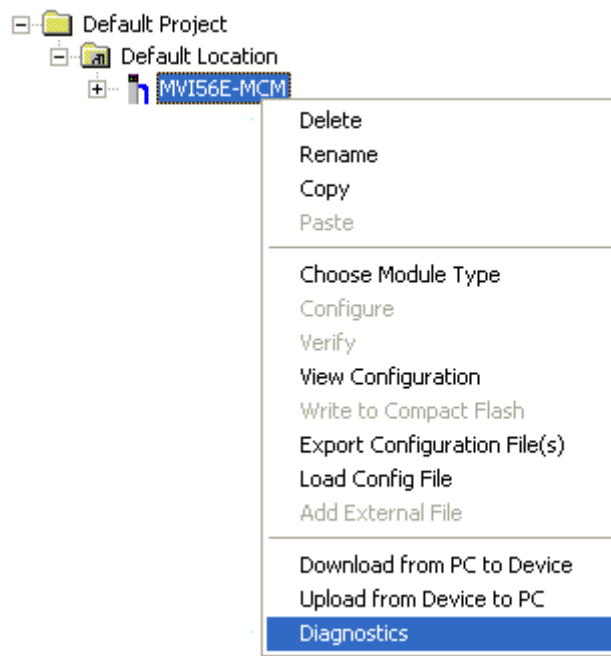 Default Project
Default Location
MVI56E-MCM
Delete
Rename
Copy
Paste
Choose Module Type
Configure
Verify
View Configuration
Write to Compact Flash
Export Configuration File(s)
Load Config File
Add External File
Download from PC to Device
Upload from Device to PC
Diagnostics